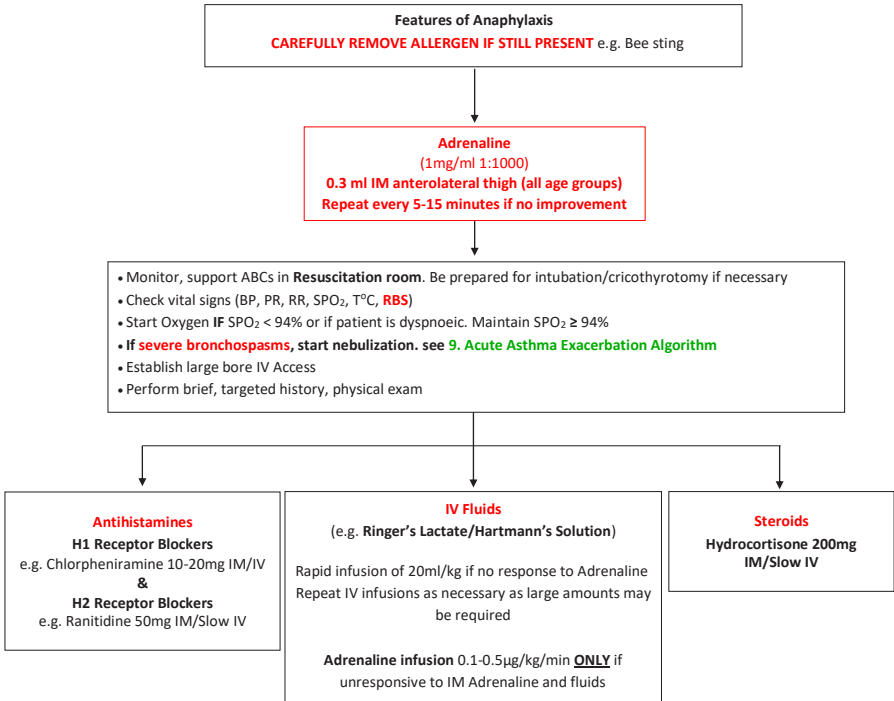 Features of Anaphylaxis
CAREFULLY REMOVE ALLERGEN IF STILL PRESENT e.g. Bee sting
Adrenaline
(1mg/ml 1:1000)
0.3 ml IM anterolateral thigh (all age groups)
Repeat every 5-15 minutes if no improvement
• Monitor, support ABCs in Resuscitation room. Be prepared for intubation/cricothyrotomy if necessary
• Check vital signs (BP, PR, RR, SPO₂, T°C, RBS)
• Start Oxygen IF SPO₂ < 94% or if patient is dyspnoeic. Maintain SPO₂ ≥ 94%
• If severe bronchospasms, start nebulization. see 9. Acute Asthma Exacerbation Algorithm
• Establish large bore IV Access
• Perform brief, targeted history, physical exam
Antihistamines
H1 Receptor Blockers
e.g. Chlorpheniramine 10-20mg IM/IV
&
H2 Receptor Blockers
e.g. Ranitidine 50mg IM/Slow IV
IV Fluids
(e.g. Ringer's Lactate/Hartmann's Solution)
Rapid infusion of 20ml/kg if no response to Adrenaline
Repeat IV infusions as necessary as large amounts may
be required
Adrenaline infusion 0.1-0.5µg/kg/min ONLY if
unresponsive to IM Adrenaline and fluids
Steroids
Hydrocortisone 200mg
IM/Slow IV